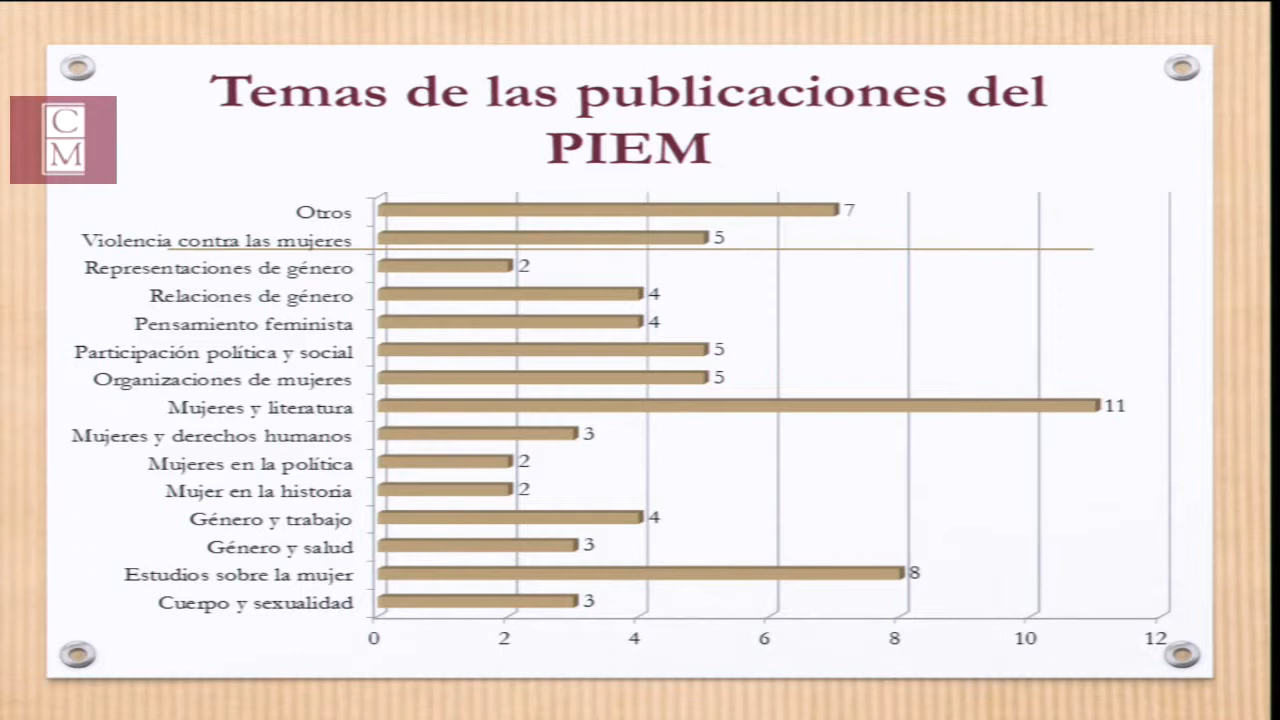 Temas de las publicaciones del
PIEM
C
M
Otros 7
Violencia contra las mujeres 5
Representaciones de género 2
Relaciones de género 4
Pensamiento feminista 4
Participación política y social 5
Organizaciones de mujeres 5
Mujeres y literatura 11
Mujeres y derechos humanos 3
Mujeres en la política 2
Mujer en la historia 2
Género y trabajo 4
Género y salud 3
Estudios sobre la mujer 8
Cuerpo y sexualidad 3
0 2 4 6 8 10 12